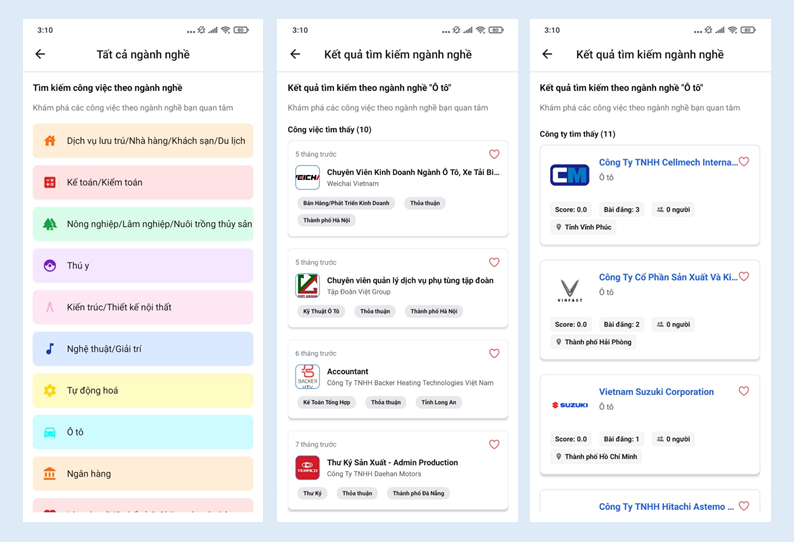 3:10
80
Tất cả ngành nghề
Tìm kiếm công việc theo ngành nghề
Khám phá các công việc theo ngành nghề bạn quan tâm
Dịch vụ lưu trú/Nhà hàng/Khách sạn/Du lịch
Kế toán/Kiểm toán
Nông nghiệp/Lâm nghiệp/Nuôi trồng thủy sản
Thú y
Kiến trúc/Thiết kế nội thất
Nghệ thuật/Giải trí
Tự động hoá
Ô tô
Ngân hàng
3:10
80
Kết quả tìm kiếm ngành nghề
Kết quả tìm kiếm theo ngành nghề "Ô tô"
Khám phá các công việc theo ngành nghề bạn quan tâm
Công việc tìm thấy (10)
5 tháng trước
Chuyên Viên Kinh Doanh Ngành Ô Tô, Xe Tải Bi...
Weichai Vietnam
Bán Hàng/Phát Triển Kinh Doanh
Thỏa thuận
Thành phố Hà Nội
5 tháng trước
Chuyên viên quản lý dịch vụ phụ tùng tập đoàn
Tập Đoàn Việt Group
Kỹ Thuật Ô Tô
Thỏa thuận
Thành phố Hà Nội
6 tháng trước
BACKER
Accountant
Công Ty TNHH Backer Heating Technologies Việt Nam
Kế Toán Tổng Hợp
Thỏa thuận
Tỉnh Long An
7 tháng trước
Thư Ký Sản Xuất - Admin Production
Công Ty TNHH Daehan Motors
Thư Ký
Thỏa thuận
Thành phố Đà Nẵng
3:10
80
Kết quả tìm kiếm ngành nghề
Kết quả tìm kiếm theo ngành nghề "Ô tô"
Khám phá các công việc theo ngành nghề bạn quan tâm
Công ty tìm thấy (11)
CM
Công Ty TNHH Cellmech Interna...
Ô tô
Score: 0.0
Bài đăng: 3
0 người
Tỉnh Vĩnh Phúc
VINFAST
Công Ty Cổ Phần Sản Xuất Và Ki...
Ô tô
Score: 0.0
Bài đăng: 2
0 người
Thành phố Hải Phòng
SUZUKI
Vietnam Suzuki Corporation
Ô tô
Score: 0.0
Bài đăng: 1
0 người
Thành phố Hồ Chí Minh
Công Ty TNHH Hitachi Astemo ...